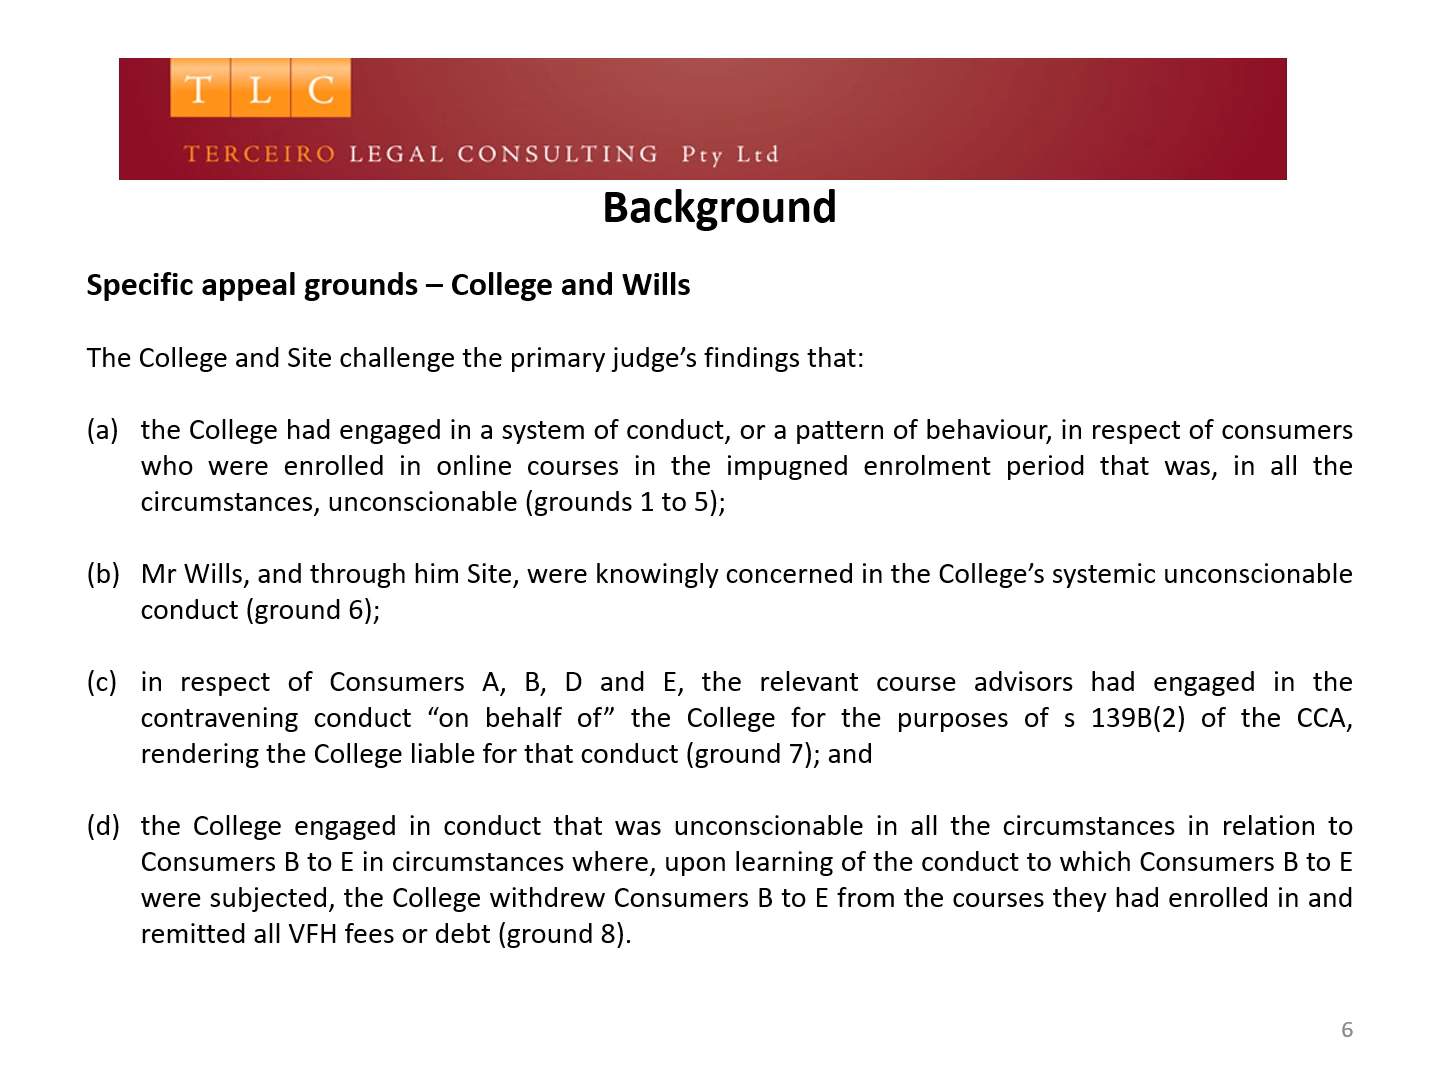 T L C
TERCEIRO LEGAL CONSULTING Pty Ltd
Background
Specific appeal grounds – College and Wills
The College and Site challenge the primary judge’s findings that:
(a) the College had engaged in a system of conduct, or a pattern of behaviour, in respect of consumers
who were enrolled in online courses in the impugned enrolment period that was, in all the
circumstances, unconscionable (grounds 1 to 5);
(b) Mr Wills, and through him Site, were knowingly concerned in the College’s systemic unconscionable
conduct (ground 6);
(c) in respect of Consumers A, B, D and E, the relevant course advisors had engaged in the
contravening conduct “on behalf of” the College for the purposes of s 139B(2) of the CCA,
rendering the College liable for that conduct (ground 7); and
(d) the College engaged in conduct that was unconscionable in all the circumstances in relation to
Consumers B to E in circumstances where, upon learning of the conduct to which Consumers B to E
were subjected, the College withdrew Consumers B to E from the courses they had enrolled in and
remitted all VFH fees or debt (ground 8).
6